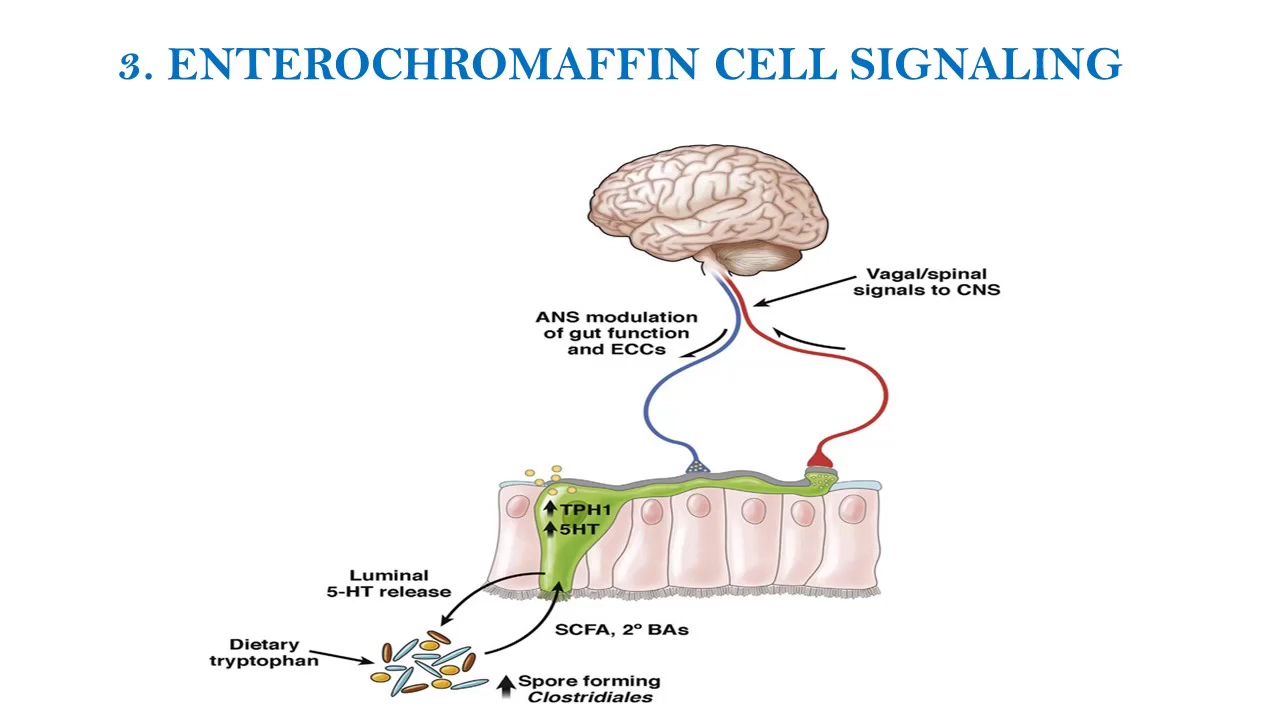 3. ENTEROCHROMAFFIN CELL SIGNALING
Vagal/spinal
signals to CNS
ANS modulation
of gut function
and ECCs
TPH1
5HT
Luminal
5-HT release
SCFA, 2º BAs
Dietary
tryptophan
Spore forming
Clostridiales